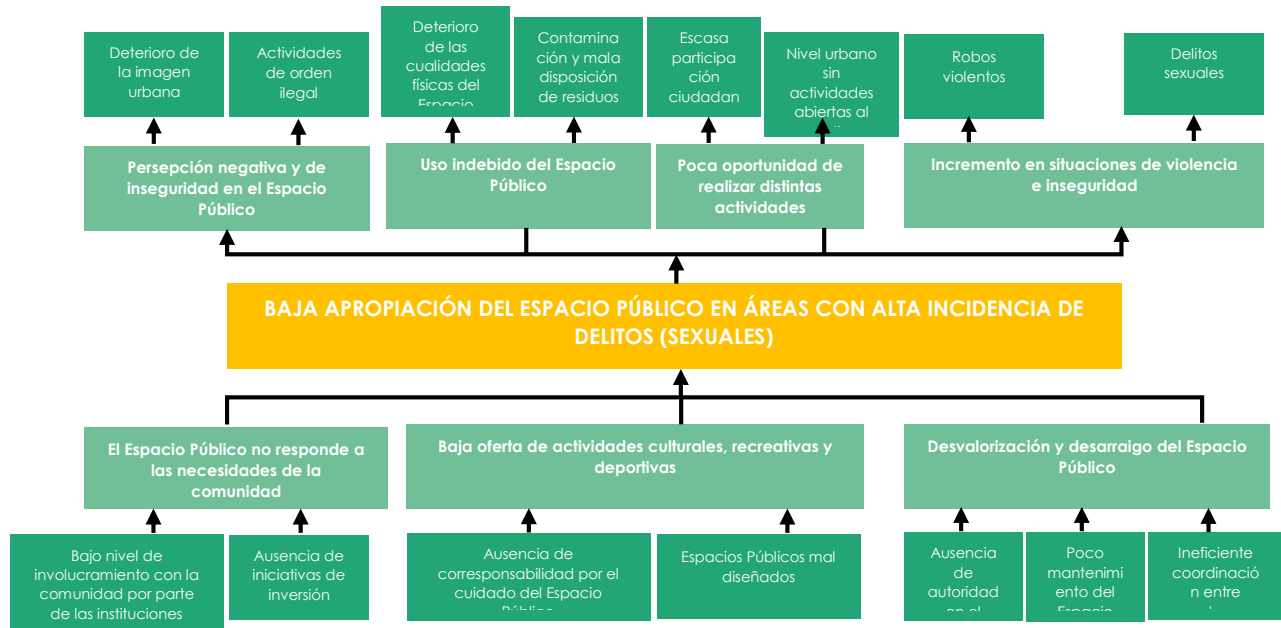 Deterioro de
la imagen
urbana
Actividades
de orden
ilegal
Deterioro
de las
cualidades
físicas del
Espacio
Contamina
ción y mala
disposición
de residuos
Escasa
participa
ción
ciudadan
Nivel urbano
sin
actividades
abiertas al
Robos
violentos
Delitos
sexuales
Persepción negativa y de
inseguridad en el Espacio
Público
Uso indebido del Espacio
Público
Poca oportunidad de
realizar distintas
actividades
Incremento en situaciones de violencia
e inseguridad
BAJA APROPIACIÓN DEL ESPACIO PÚBLICO EN ÁREAS CON ALTA INCIDENCIA DE
DELITOS (SEXUALES)
El Espacio Público no responde a
las necesidades de la
comunidad
Baja oferta de actividades culturales, recreativas y
deportivas
Desvalorización y desarraigo del Espacio
Público
Bajo nivel de
involucramiento con la
comunidad por parte
de las instituciones
Ausencia de
iniciativas de
inversión
Ausencia de
corresponsabilidad por el
cuidado del Espacio
Público
Espacios Públicos mal
diseñados
Ausencia
de
autoridad
en el
Poco
mantenimi
ento del
Espacio
Ineficiente
coordinació
n entre